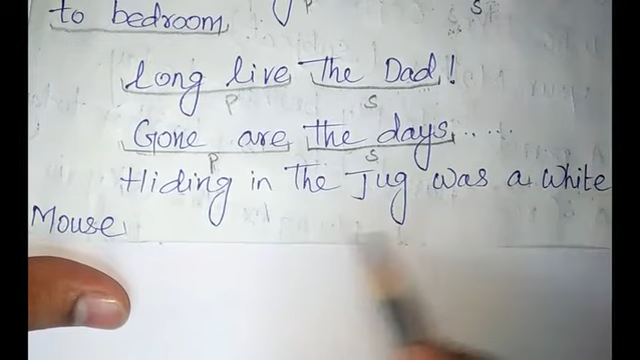 to bedroom
P
S
Long live The Dad!
P S
Gone are the days.....
P S
Hiding in The Jug was a white
Mouse